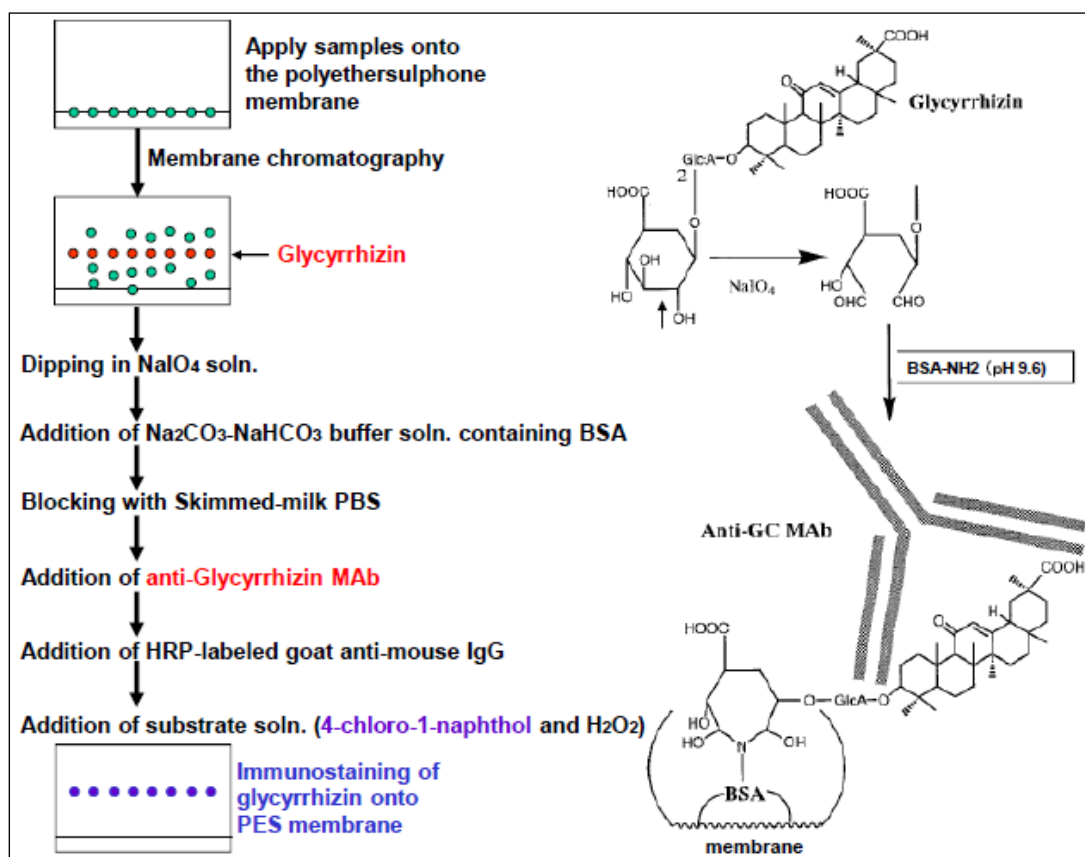 Apply samples onto
the polyethersulphone
membrane
Membrane chromatography
Glycyrrhizin
Dipping in NaIO4 soln.
Addition of Na2CO3-NaHCO3 buffer soln. containing BSA
Blocking with Skimmed-milk PBS
Addition of anti-Glycyrrhizin MAb
Addition of HRP-labeled goat anti-mouse IgG
Addition of substrate soln. (4-chloro-1-naphthol and H2O2)
Immunostaining of
glycyrrhizin onto
PES membrane
COOH
H
O
Glycyrrhizin
GlcA-O
2
HOOC
O
OH
HO
OH
NaIO4
HOOC
O
HO
OHC
CHO
BSA-NH2 (pH 9.6)
Anti-GC MAb
COOH
H
O
HOOC
O-GlcA-O
HO
HO
N
OH
BSA
membrane